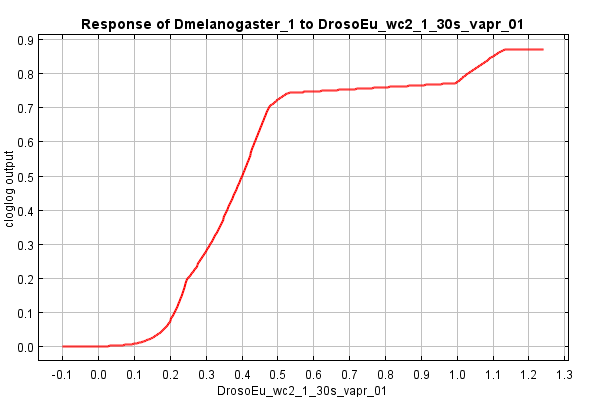 Response of Dmelanogaster_1 to DrosoEu_wc2_1_30s_vapr_01
cloglog output
0.9
0.8
0.7
0.6
0.5
0.4
0.3
0.2
0.1
0.0
-0.1 0.0 0.1 0.2 0.3 0.4 0.5 0.6 0.7 0.8 0.9 1.0 1.1 1.2 1.3
DrosoEu_wc2_1_30s_vapr_01